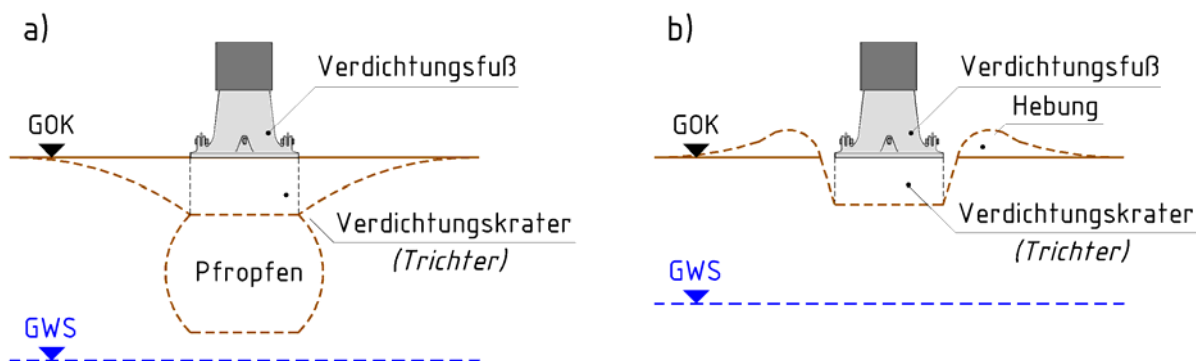 a)
Verdichtungsfuß
GOK
Verdichtungskrater
(Trichter)
Pfropfen
GWS
b)
Verdichtungsfuß
Hebung
GOK
Verdichtungskrater
(Trichter)
GWS